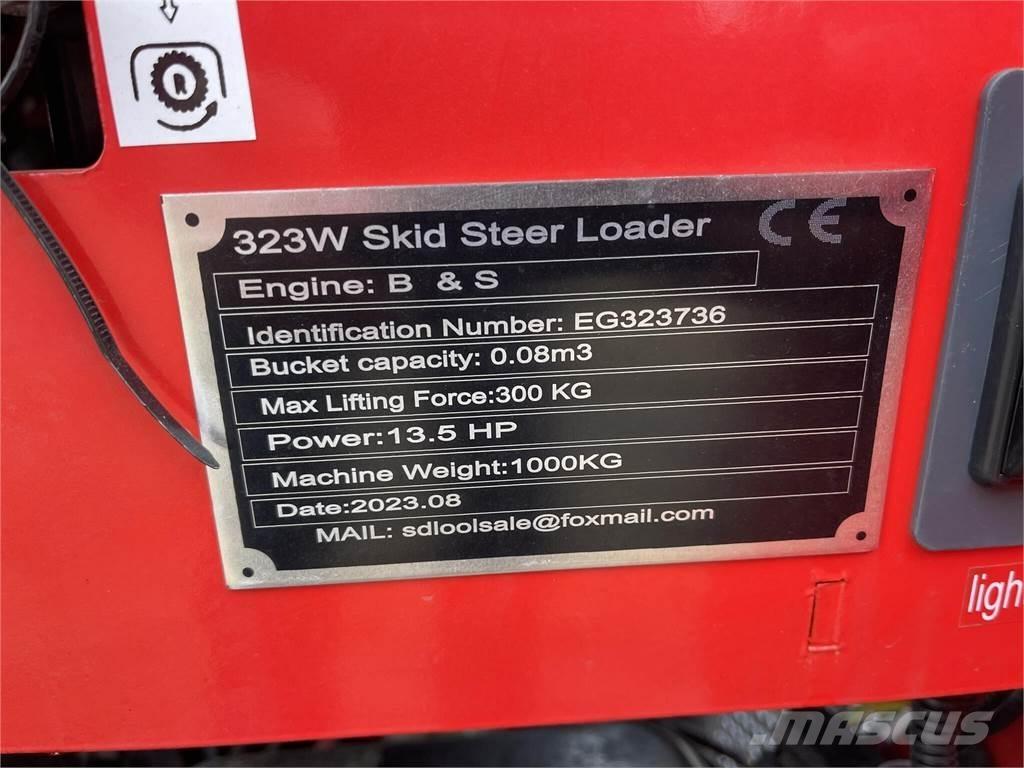 R
323W Skid Steer Loader CE
Engine: B & S
Identification Number: EG323736
Bucket capacity: 0.08m3
Max Lifting Force:300 KG
Power:13.5 HP
Machine Weight:1000KG
Date:2023.08
MAIL: sdloolsale@foxmail.com
ligh
MASCUS